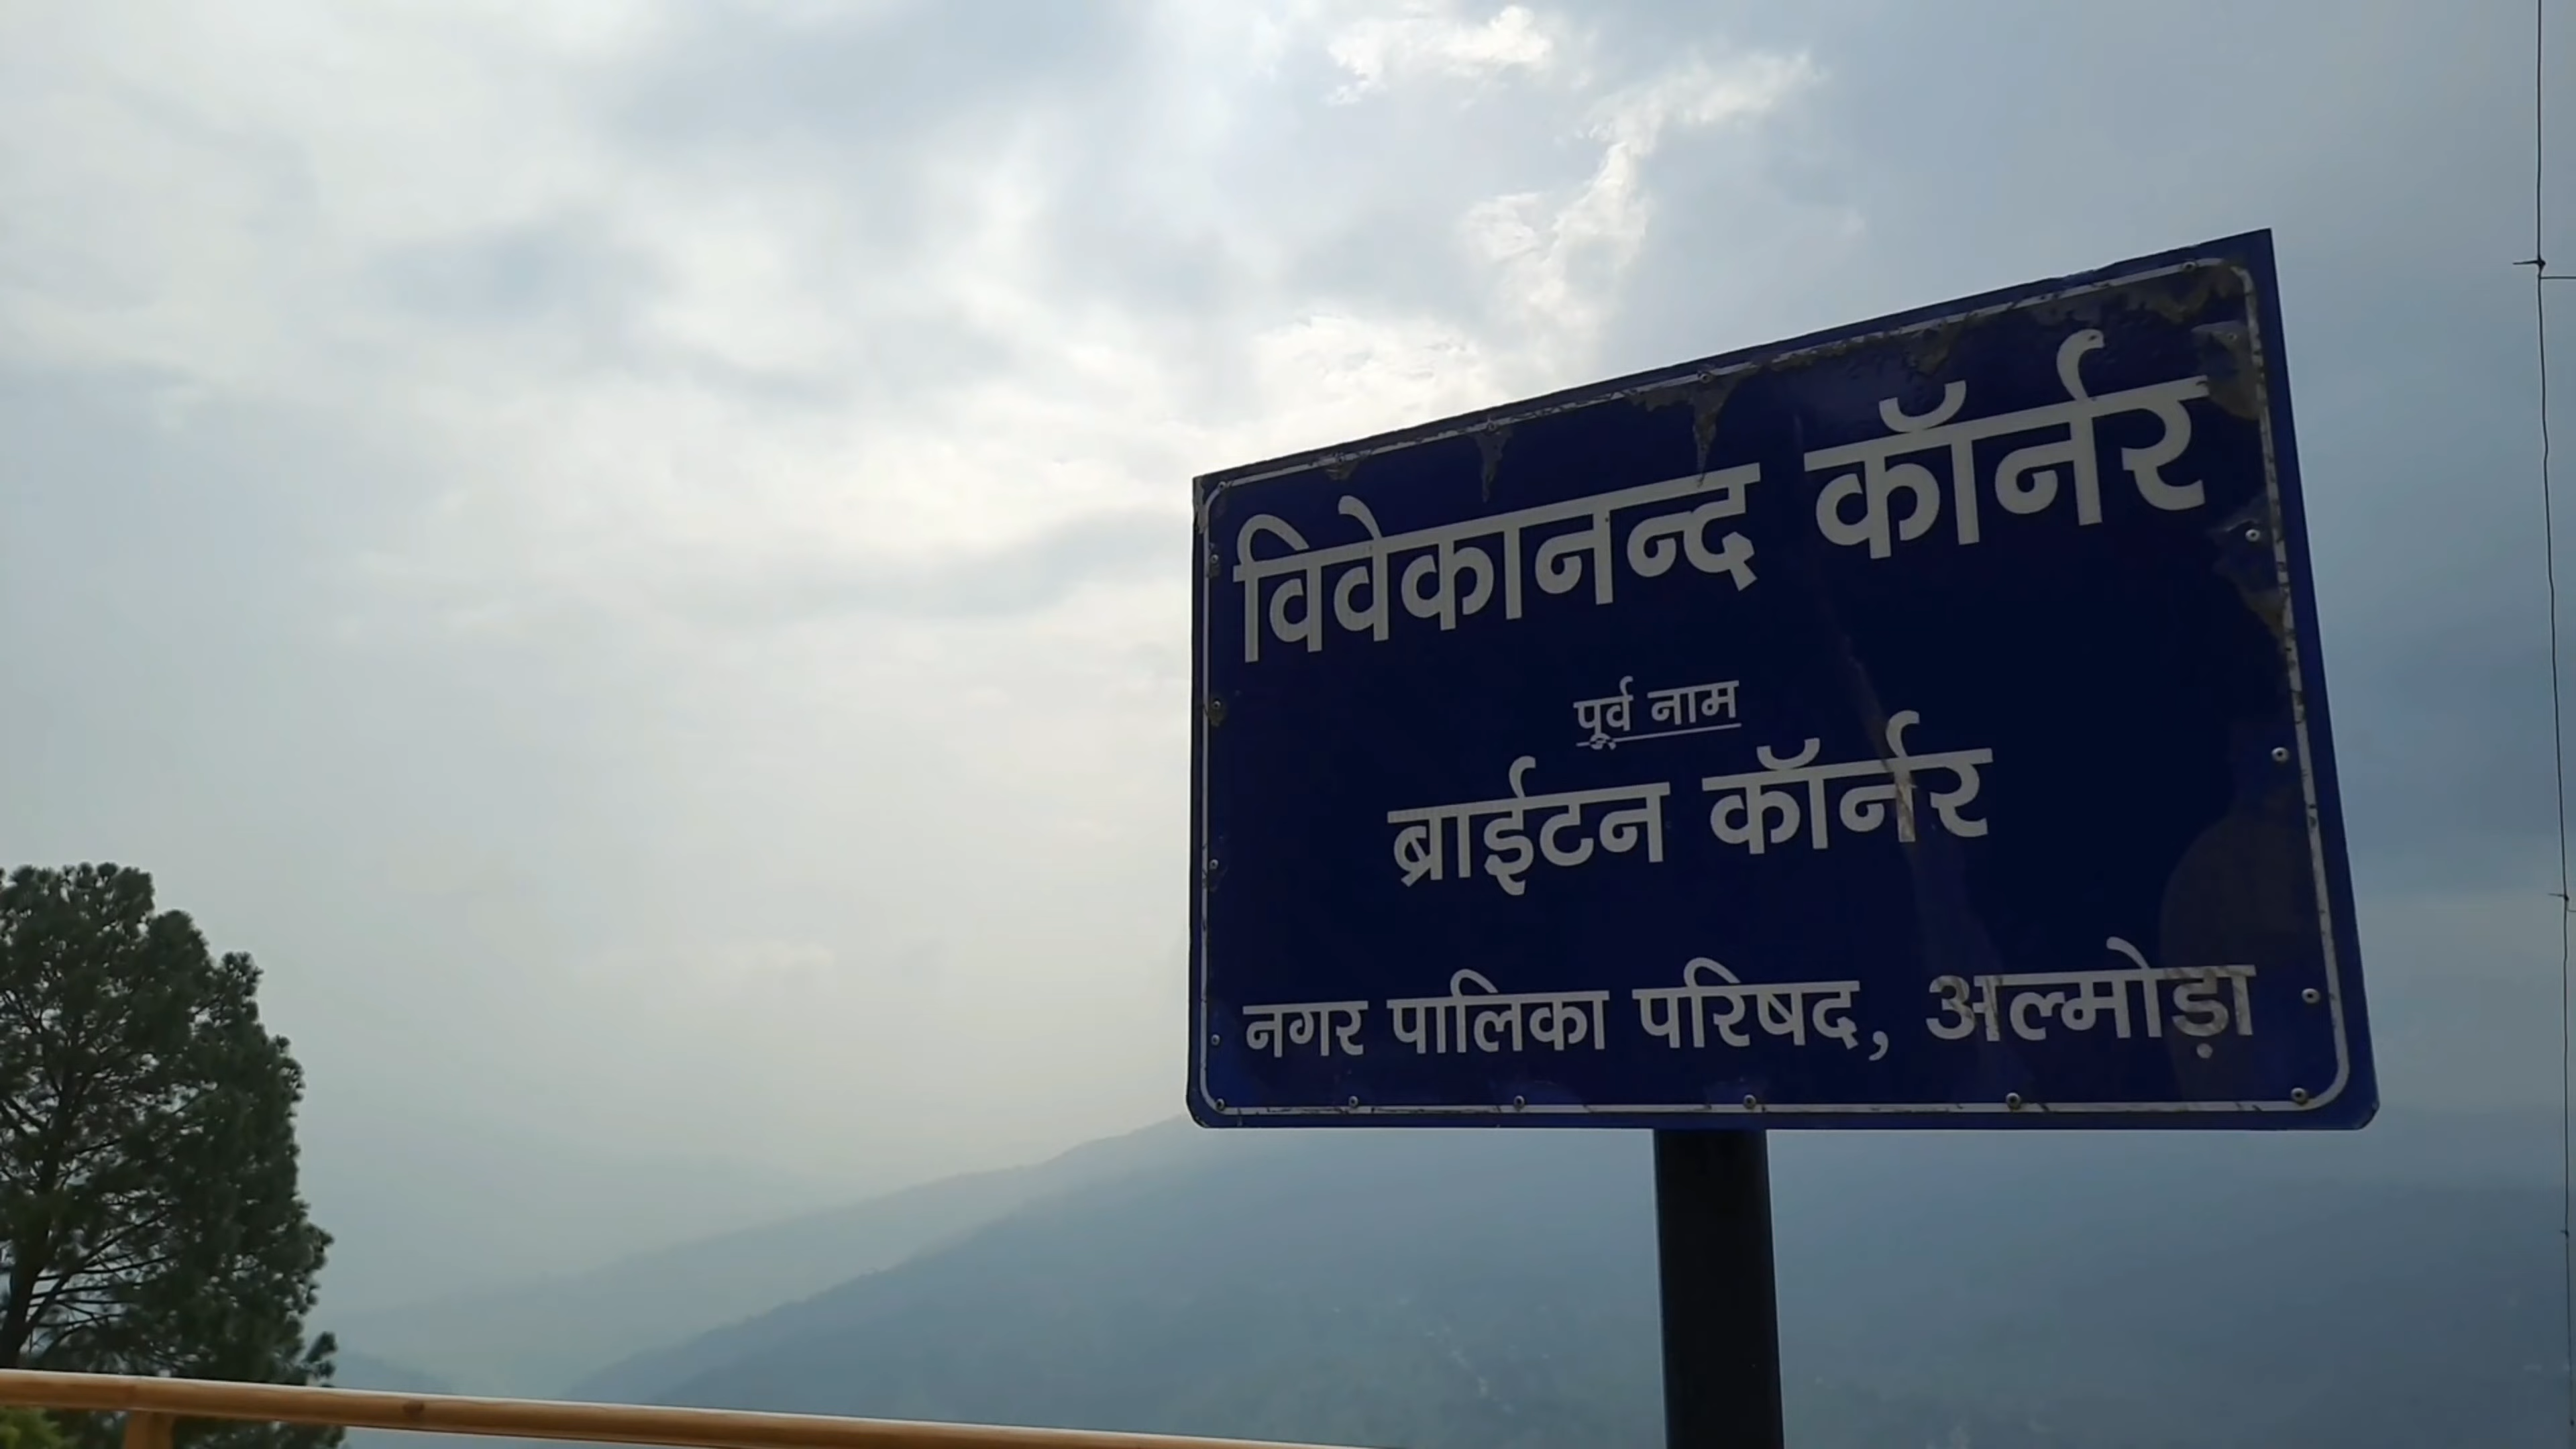 विवेकानन्द कॉर्नर
पूर्व नाम
ब्राईटन कॉर्नर
नगर पालिका परिषद, अल्मोड़ा